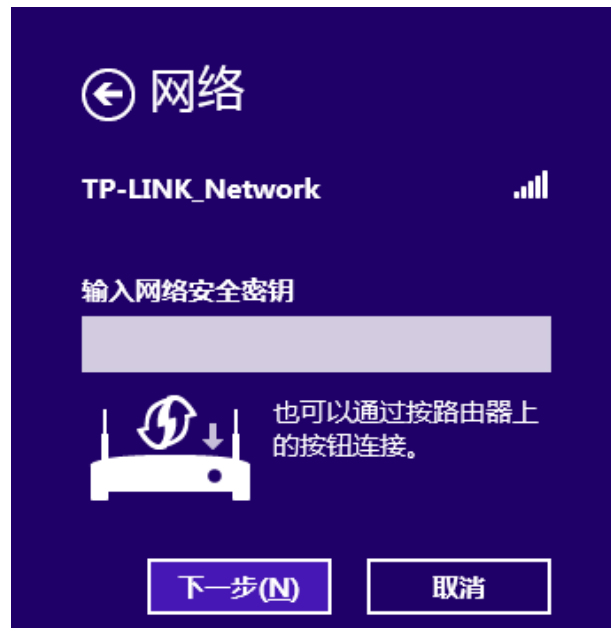 网络
TP-LINK_Network
输入网络安全密钥
也可以通过按路由器上
的按钮连接。
下一步(N)
取消